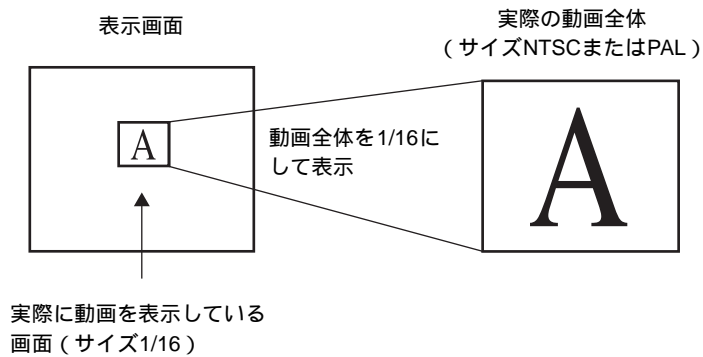 表示画面
実際の動画全体
（サイズNTSCまたはPAL）
A
動画全体を1/16に
して表示
A
実際に動画を表示している
画面（サイズ1/16）